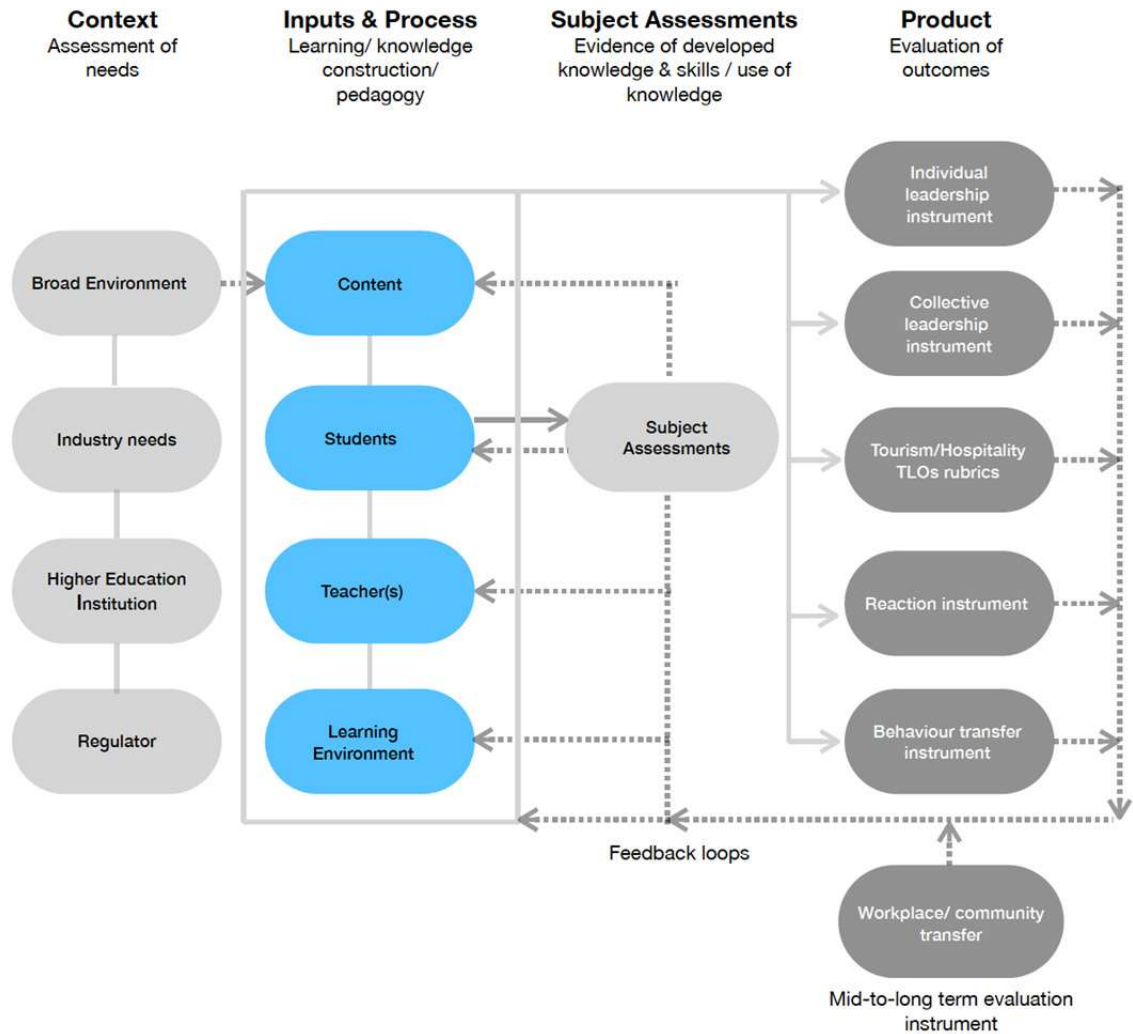 Context
Assessment of
needs
Inputs & Process
Learning/ knowledge
construction/
pedagogy
Subject Assessments
Evidence of developed
knowledge & skills / use of
knowledge
Product
Evaluation of
outcomes
Broad Environment
Industry needs
Higher Education
Institution
Regulator
Content
Students
Teacher(s)
Learning
Environment
Subject
Assessments
Individual
leadership
instrument
Collective
leadership
instrument
Tourism/Hospitality
TLOs rubrics
Reaction instrument
Behaviour transfer
instrument
Feedback loops
Workplace/ community
transfer
Mid-to-long term evaluation
instrument